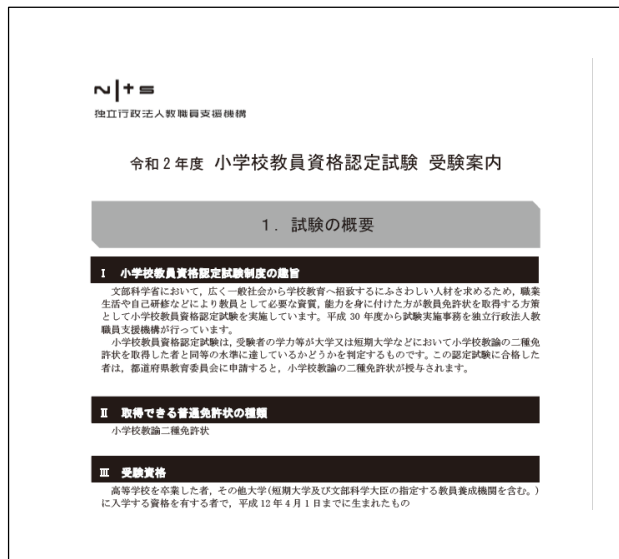 NITS
独立行政法人教職員支援機構
令和2年度 小学校教員資格認定試験 受験案内
1. 試験の概要
Ⅰ 小学校教員資格認定試験制度の趣旨
文部科学省において，広く一般社会から学校教育へ招致するにふさわしい人材を求めるため，職業
生活や自己研修などにより教員として必要な資質，能力を身に付けた方が教員免許状を取得する方策
として小学校教員資格認定試験を実施しています。平成 30 年度から試験実施事務を独立行政法人教
職員支援機構が行っています。
小学校教員資格認定試験は，受験者の学力等が大学又は短期大学などにおいて小学校教諭の二種免
許状を取得した者と同等の水準に達しているかどうかを判定するものです。この認定試験に合格した
者は，都道府県教育委員会に申請すると，小学校教諭の二種免許状が授与されます。
Ⅱ 取得できる普通免許状の種類
小学校教諭二種免許状
Ⅲ 受験資格
高等学校を卒業した者，その他大学(短期大学及び文部科学大臣の指定する教員養成機関を含む。)
に入学する資格を有する者で，平成 12 年 4 月 1 日までに生まれたもの